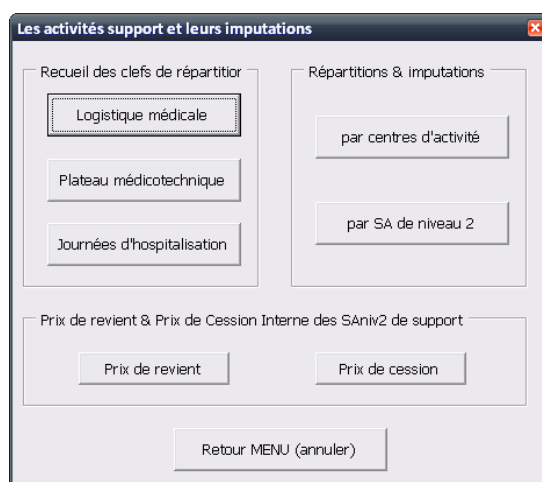 Les activités support et leurs imputations
Recueil des clefs de répartitior
Logistique médicale
Plateau médicotechnique
Journées d'hospitalisation
Répartitions & imputations
par centres d'activité
par SA de niveau 2
Prix de revient & Prix de Cession Interne des SAniv2 de support
Prix de revient
Prix de cession
Retour MENU (annuler)